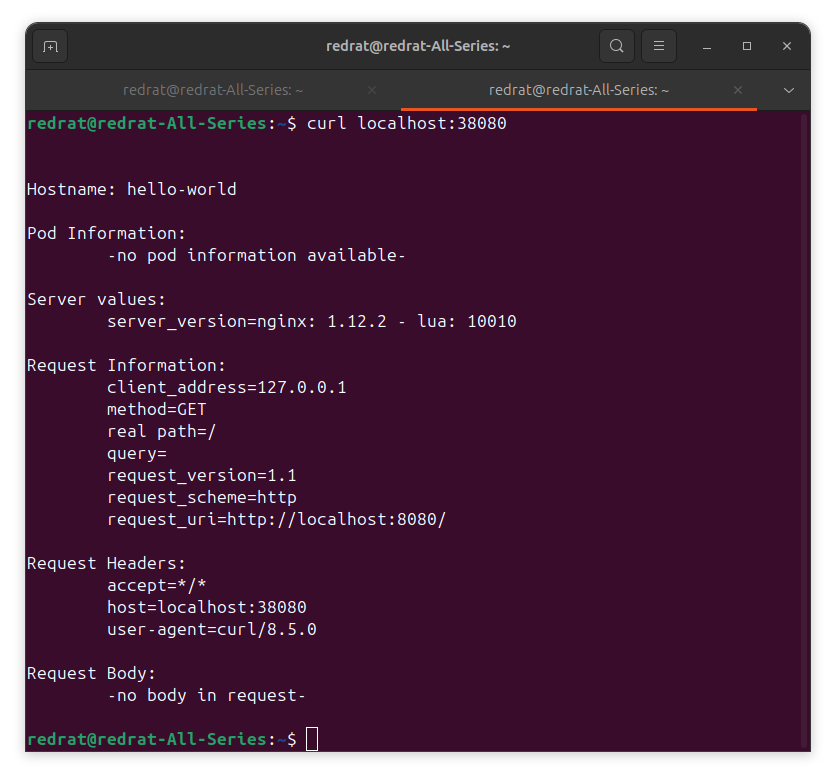 redrat@redrat-All-Series: ~
redrat@redrat-All-Series: ~
redrat@redrat-All-Series: ~
redrat@redrat-All-Series:~$ curl localhost:38080
Hostname: hello-world
Pod Information:
-no pod information available-
Server values:
server_version=nginx: 1.12.2 - lua: 10010
Request Information:
client_address=127.0.0.1
method=GET
real path=/
query=
request_version=1.1
request_scheme=http
request_uri=http://localhost:8080/
Request Headers:
accept=*/*
host=localhost:38080
user-agent=curl/8.5.0
Request Body:
-no body in request-
redrat@redrat-All-Series:~$